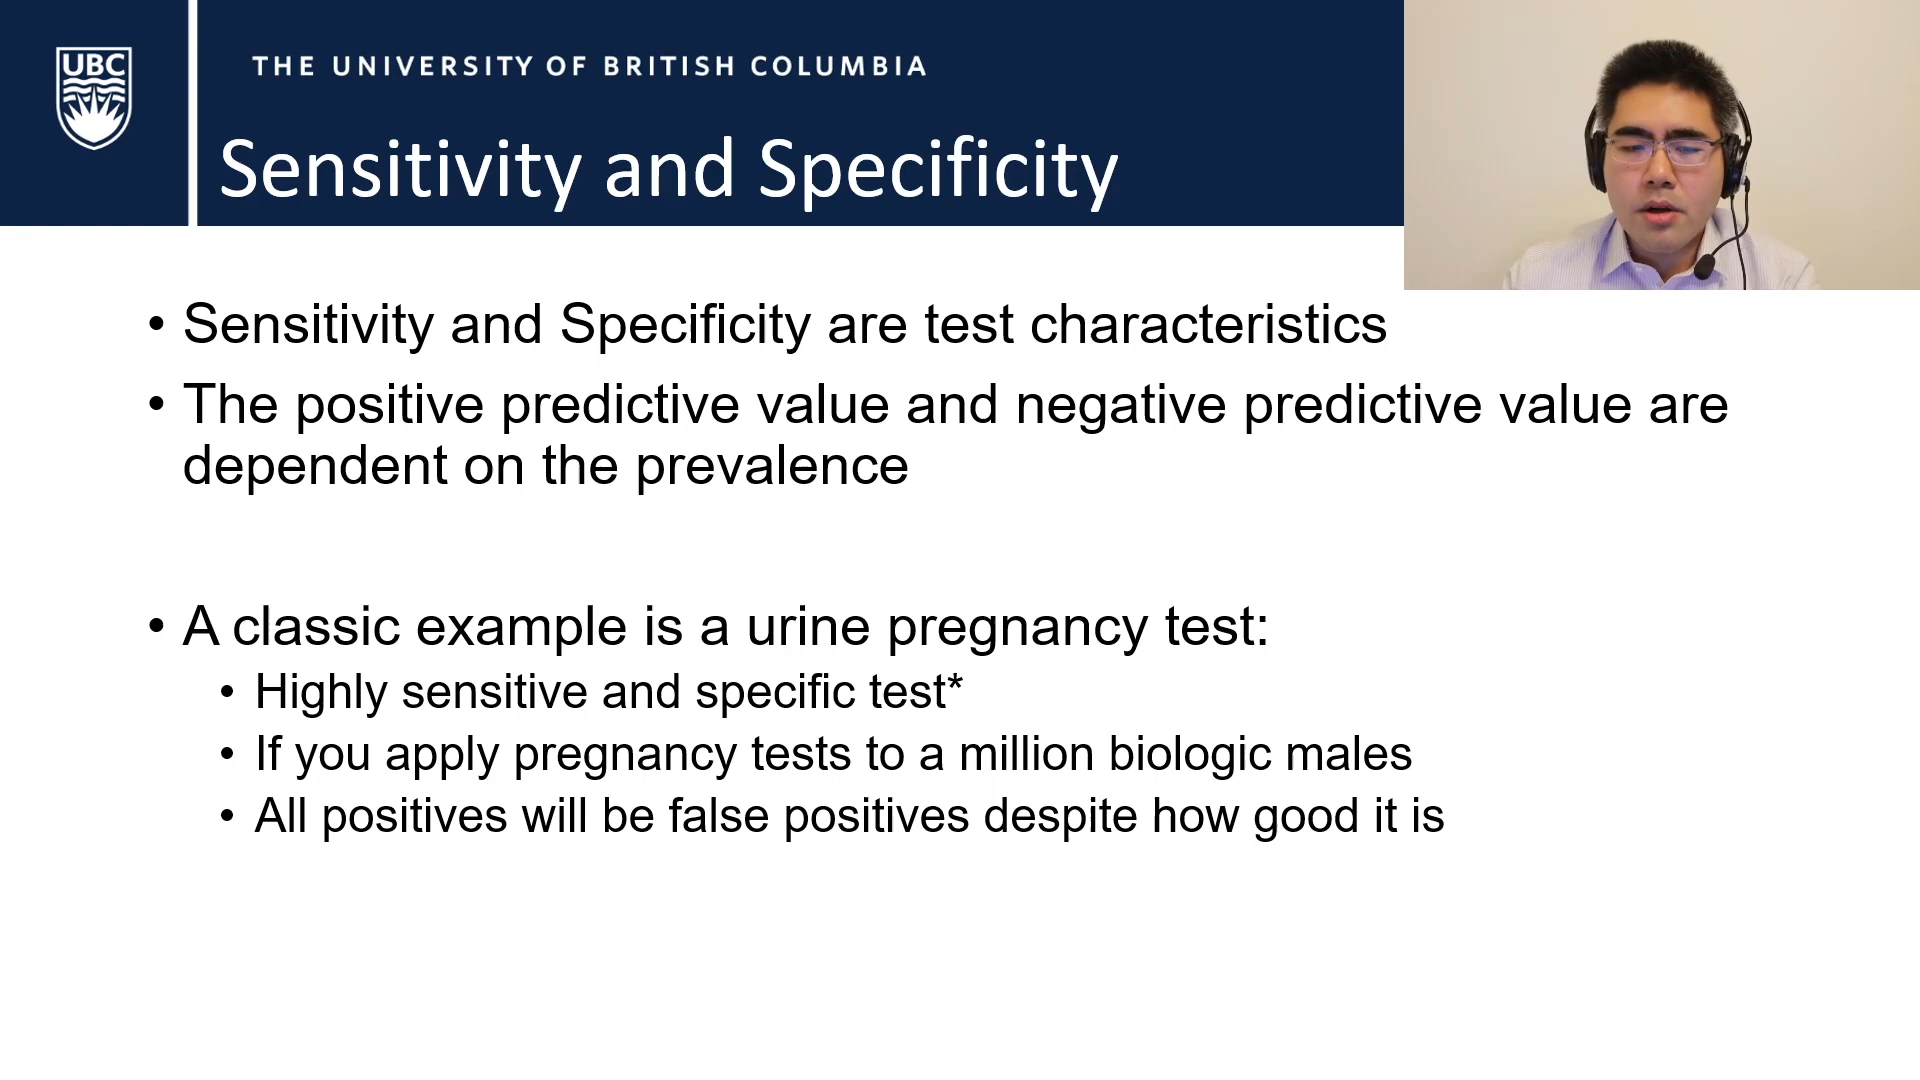 UBC
THE UNIVERSITY OF BRITISH COLUMBIA
Sensitivity and Specificity
• Sensitivity and Specificity are test characteristics
• The positive predictive value and negative predictive value are
dependent on the prevalence
• A classic example is a urine pregnancy test:
• Highly sensitive and specific test*
• If you apply pregnancy tests to a million biologic males
• All positives will be false positives despite how good it is